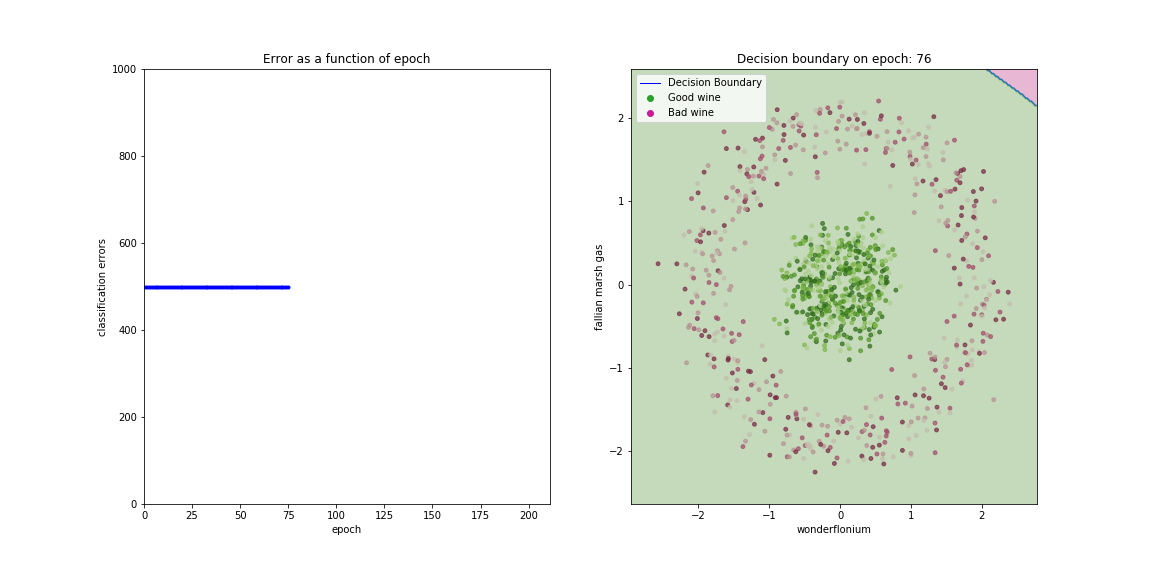 Error as a function of epoch
1000
800
600
400
200
0
classification errors
0 25 50 75 100 125 150 175 200
epoch
Decision boundary on epoch: 76
Decision Boundary
Good wine
Bad wine
2
1
0
−1
−2
fallian marsh gas
−2 −1 0 1 2
wonderflonium